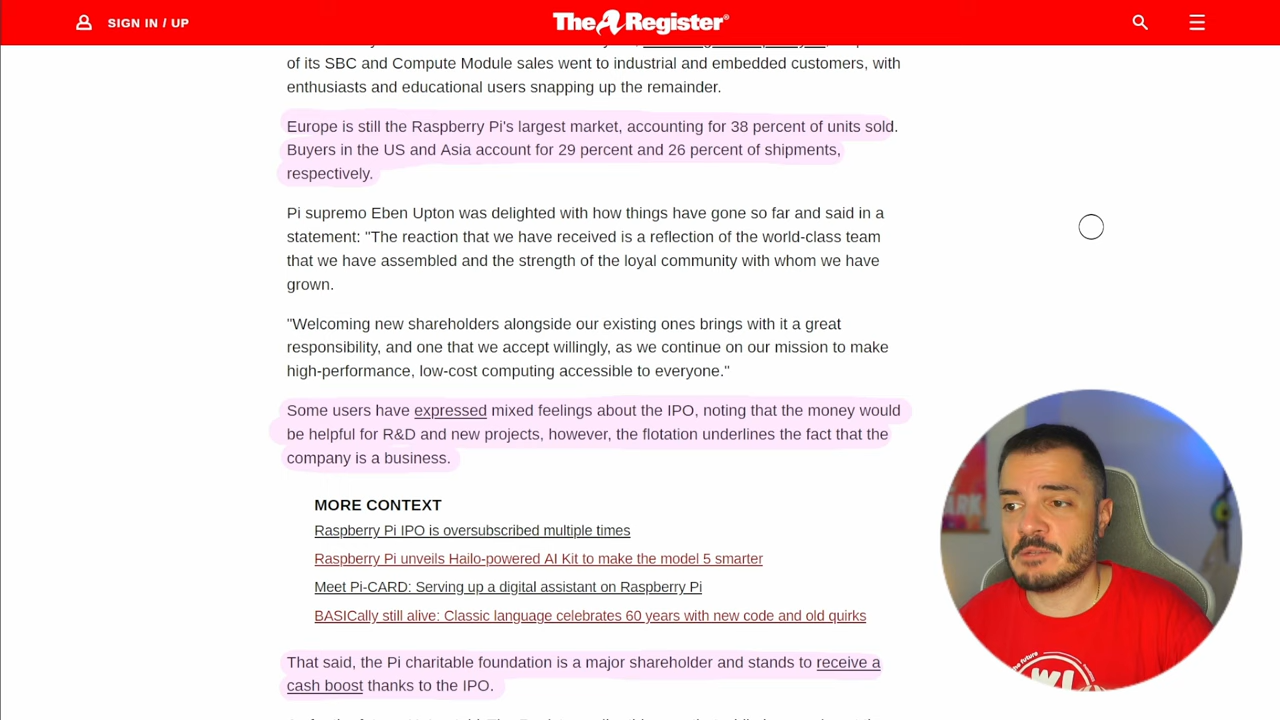 SIGN IN / UP
The Register
of its SBC and Compute Module sales went to industrial and embedded customers, with
enthusiasts and educational users snapping up the remainder.
Europe is still the Raspberry Pi's largest market, accounting for 38 percent of units sold.
Buyers in the US and Asia account for 29 percent and 26 percent of shipments,
respectively.
Pi supremo Eben Upton was delighted with how things have gone so far and said in a
statement: "The reaction that we have received is a reflection of the world-class team
that we have assembled and the strength of the loyal community with whom we have
grown.
"Welcoming new shareholders alongside our existing ones brings with it a great
responsibility, and one that we accept willingly, as we continue on our mission to make
high-performance, low-cost computing accessible to everyone."
Some users have expressed mixed feelings about the IPO, noting that the money would
be helpful for R&D and new projects, however, the flotation underlines the fact that the
company is a business.
MORE CONTEXT
Raspberry Pi IPO is oversubscribed multiple times
Raspberry Pi unveils Hailo-powered AI Kit to make the model 5 smarter
Meet Pi-CARD: Serving up a digital assistant on Raspberry Pi
BASICally still alive: Classic language celebrates 60 years with new code and old quirks
That said, the Pi charitable foundation is a major shareholder and stands to receive a
cash boost thanks to the IPO.